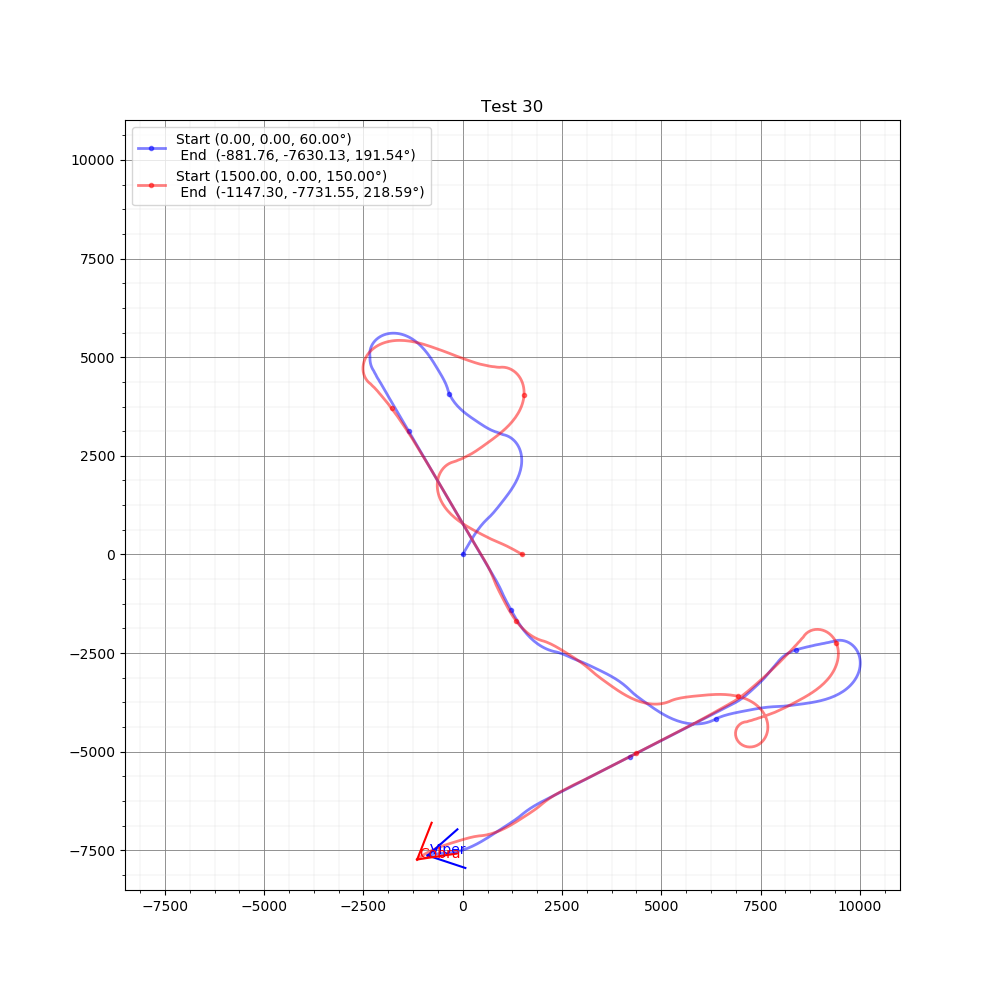 Test 30
Start (0.00, 0.00, 60.00°)
End (-881.76, -7630.13, 191.54°)
Start (1500.00, 0.00, 150.00°)
End (-1147.30, -7731.55, 218.59°)
10000
7500
5000
2500
0
−2500
−5000
−7500
Viper
−7500 −5000 −2500 0 2500 5000 7500 10000